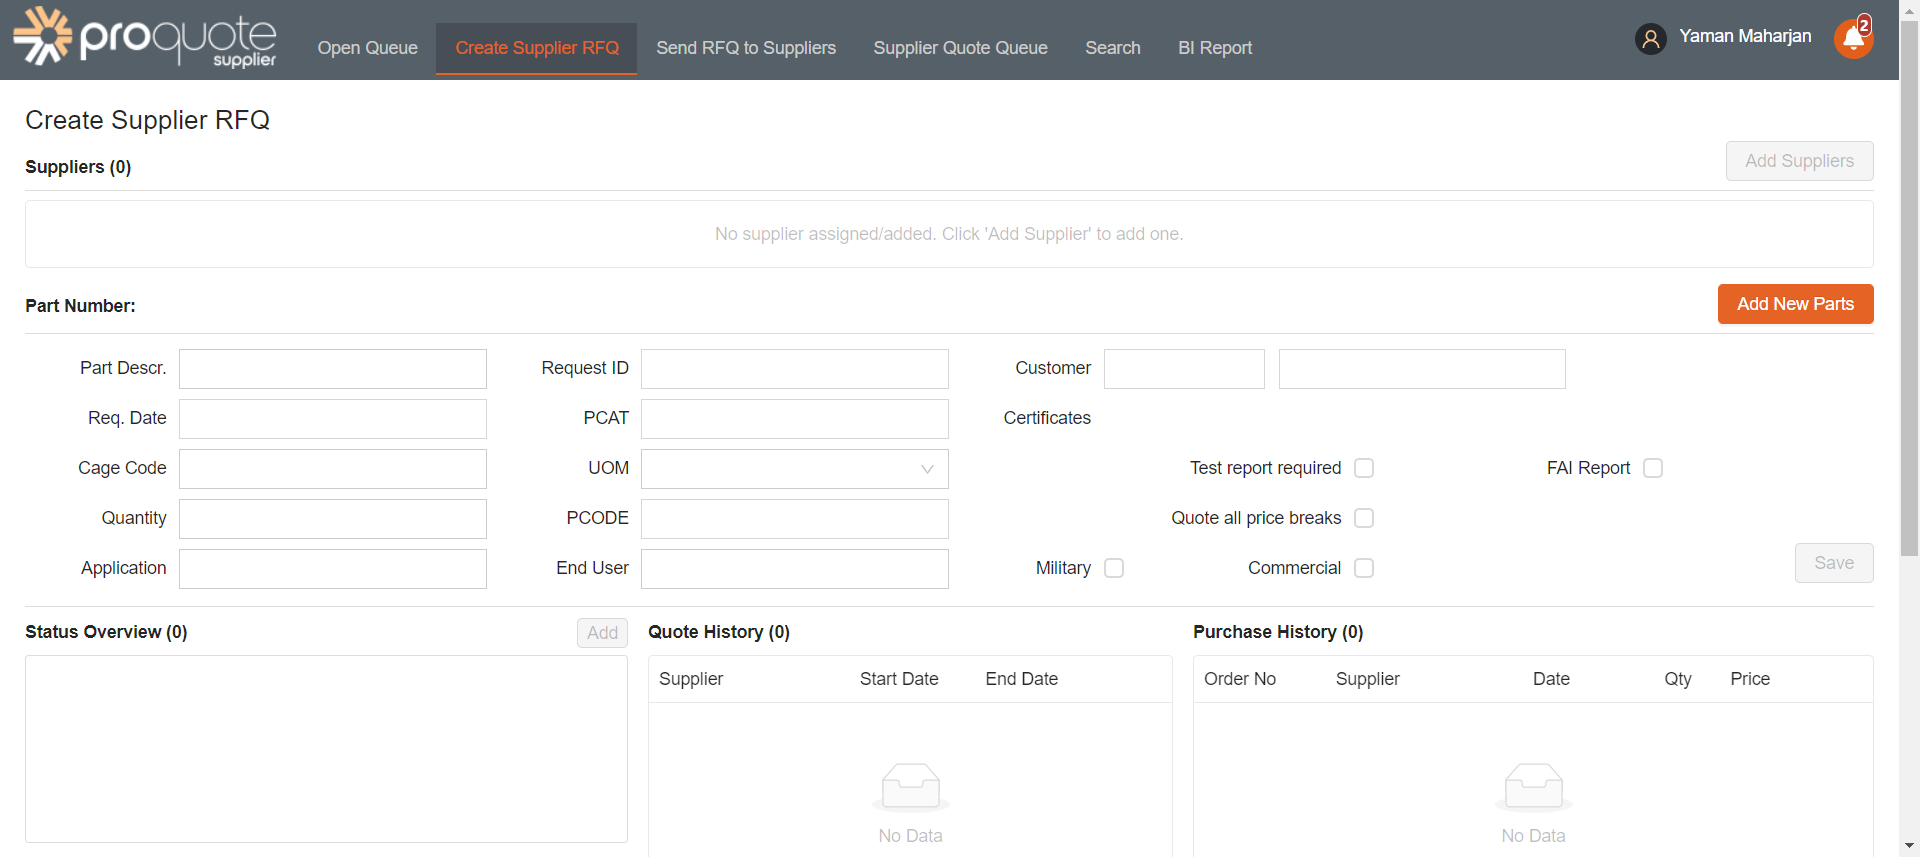 proquote
supplier
Open Queue
Create Supplier RFQ
Send RFQ to Suppliers
Supplier Quote Queue
Search
BI Report
Yaman Maharjan
2
Create Supplier RFQ
Suppliers (0)
Add Suppliers
No supplier assigned/added. Click 'Add Supplier' to add one.
Part Number:
Add New Parts
Part Descr.
Request ID
Customer
Req. Date
PCAT
Certificates
Cage Code
UOM
Test report required
FAI Report
Quantity
PCODE
Quote all price breaks
Application
End User
Military
Commercial
Save
Status Overview (0)
Add
Quote History (0)
Purchase History (0)
Supplier Start Date End Date
Order No Supplier Date Qty Price
No Data
No Data